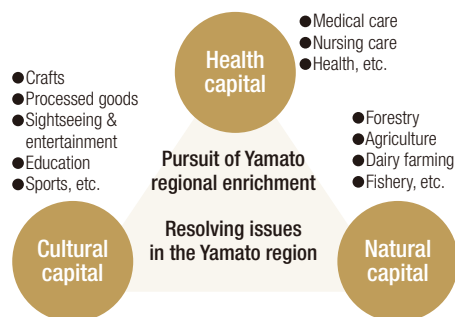 Health
capital
●Medical care
●Nursing care
●Health, etc.
●Crafts
●Processed goods
●Sightseeing &
entertainment
●Education
●Sports, etc.
●Forestry
●Agriculture
●Dairy farming
●Fishery, etc.
Pursuit of Yamato
regional enrichment
Resolving issues
in the Yamato region
Cultural
capital
Natural
capital